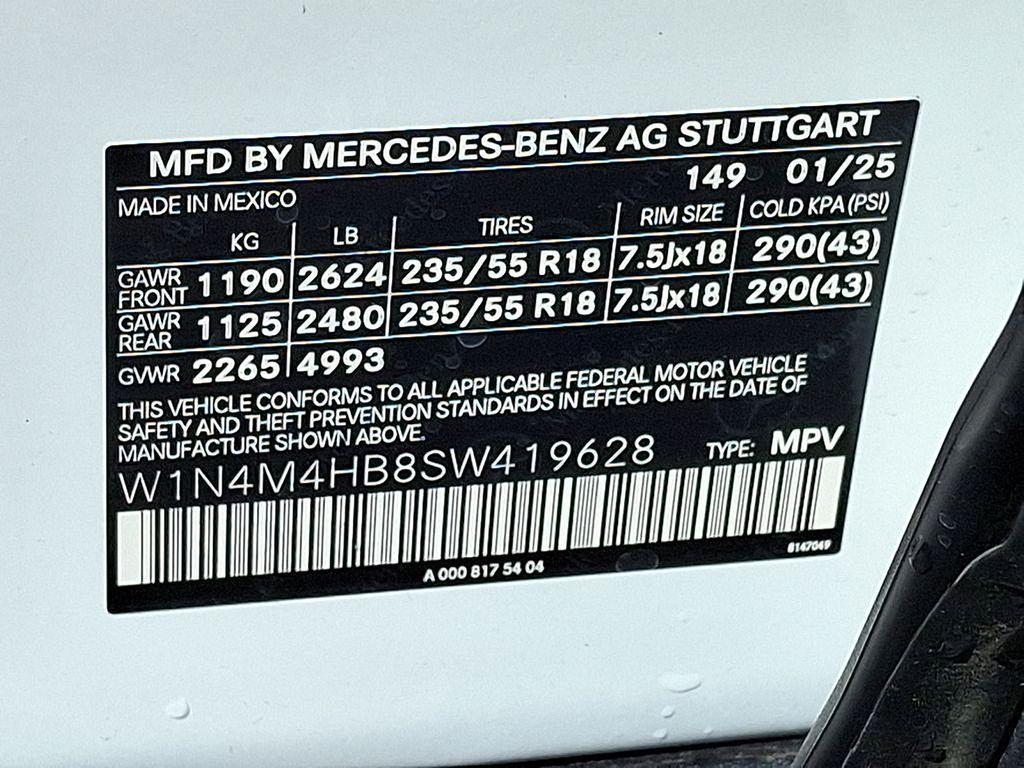 MFD BY MERCEDES-BENZ AG STUTTGART
MADE IN MEXICO 149 01/25
KG LB TIRES RIM SIZE COLD KPA (PSI)
GAWR FRONT 1190 2624 235/55 R18 7.5Jx18 290(43)
GAWR REAR 1125 2480 235/55 R18 7.5Jx18 290(43)
GVWR 2265 4993
THIS VEHICLE CONFORMS TO ALL APPLICABLE FEDERAL MOTOR VEHICLE
SAFETY AND THEFT PREVENTION STANDARDS IN EFFECT ON THE DATE OF
MANUFACTURE SHOWN ABOVE.
W1N4M4HB8SW419628 TYPE: MPV
A 000 817 54 04
8147049